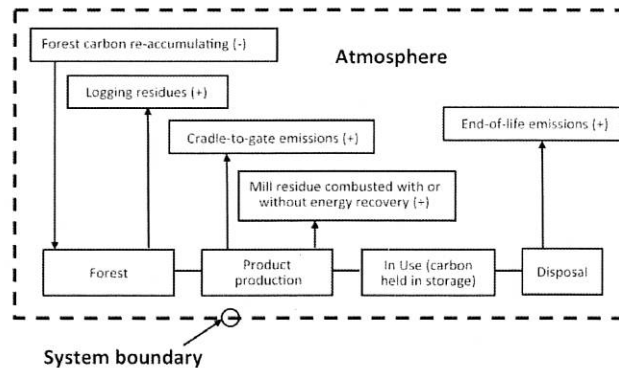 Forest carbon re-accumulating (-)
Atmosphere
Logging residues (+)
End-of-life emissions (+)
Cradle-to-gate emissions (+)
Mill residue combusted with or
without energy recovery (+)
Forest
Product
production
In Use (carbon
held in storage)
Disposal
System boundary